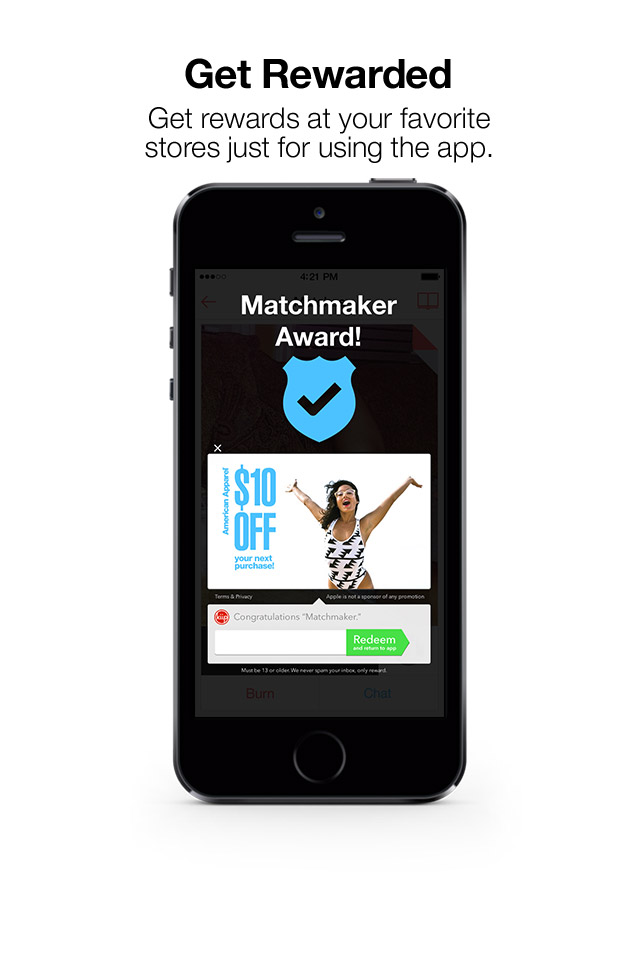 Get Rewarded
Get rewards at your favorite
stores just for using the app.
4:21 PM
Matchmaker
Award!
American Apparel
$10
OFF
your next
purchase!
Terms & Privacy
Apple is not a sponsor of any promotion
kiip
Congratulations “Matchmaker.”
Redeem
and return to app
Must be 13 or older. We never spam your inbox, only reward.
Burn
Chat